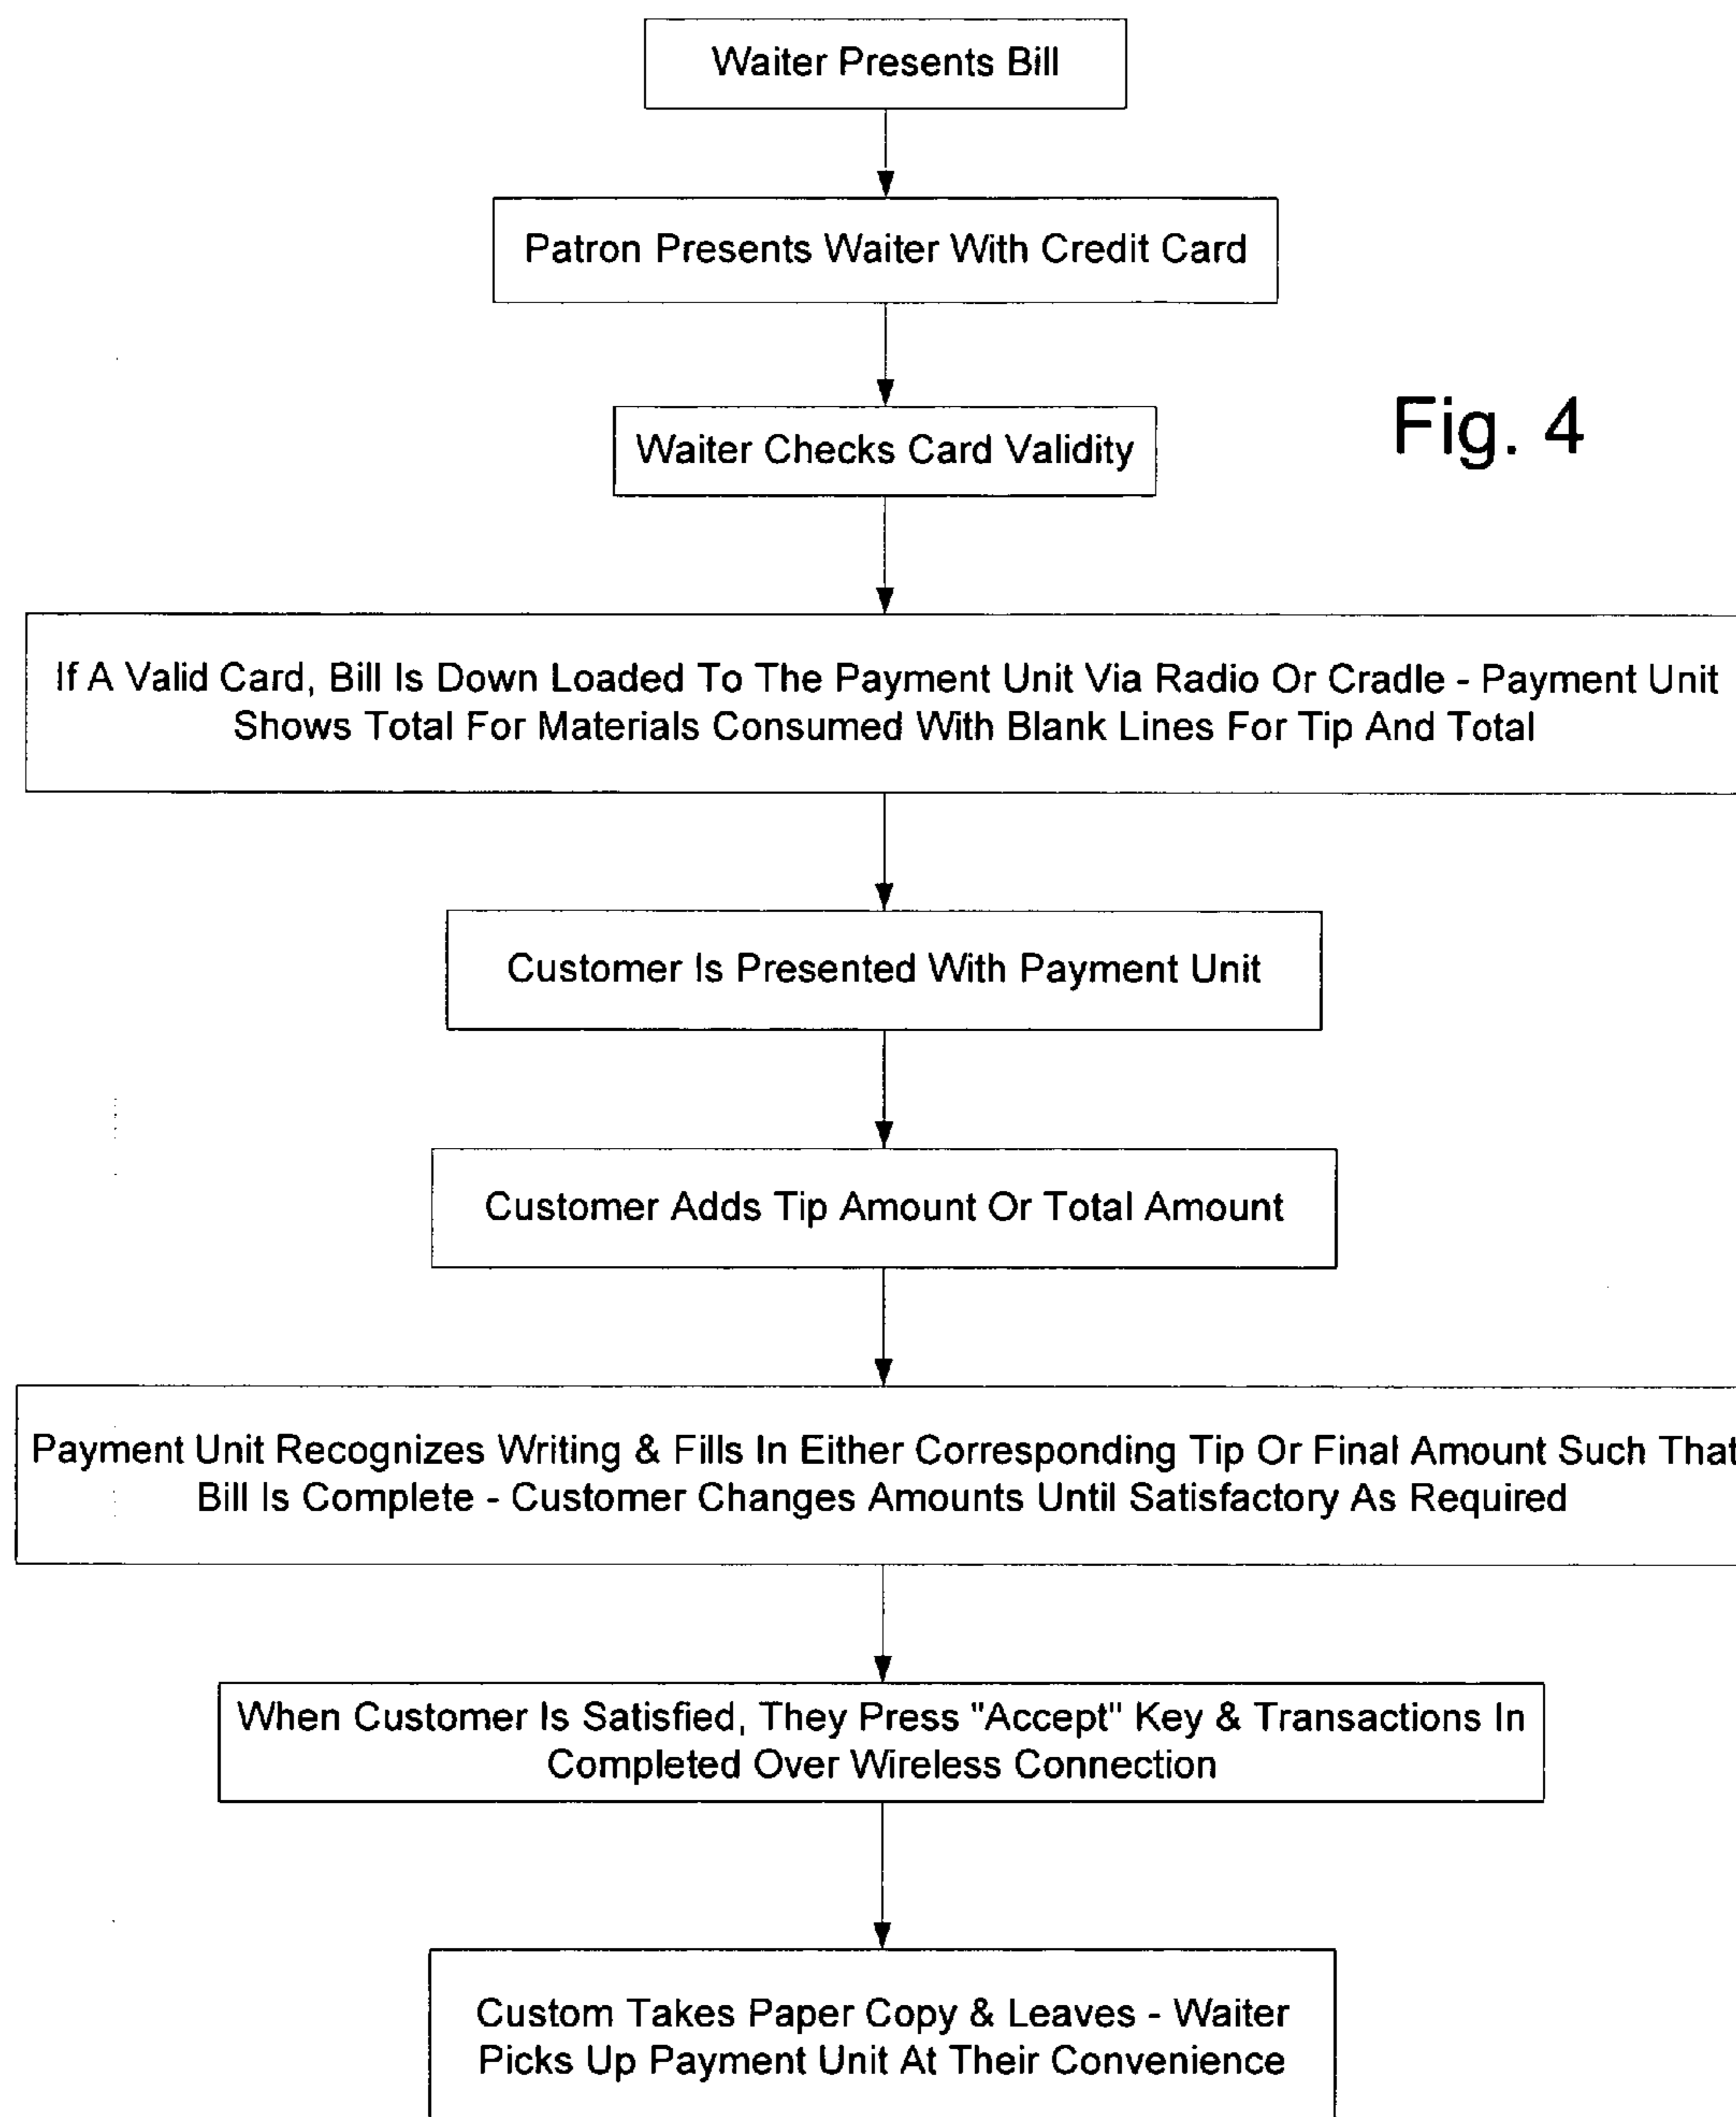 Waiter Presents Bill
Patron Presents Waiter With Credit Card
Waiter Checks Card Validity
Fig. 4
If A Valid Card, Bill Is Down Loaded To The Payment Unit Via Radio Or Cradle - Payment Unit
Shows Total For Materials Consumed With Blank Lines For Tip And Total
Customer Is Presented With Payment Unit
Customer Adds Tip Amount Or Total Amount
Payment Unit Recognizes Writing & Fills In Either Corresponding Tip Or Final Amount Such That
Bill Is Complete - Customer Changes Amounts Until Satisfactory As Required
When Customer Is Satisfied, They Press "Accept" Key & Transactions In
Completed Over Wireless Connection
Custom Takes Paper Copy & Leaves - Waiter
Picks Up Payment Unit At Their Convenience